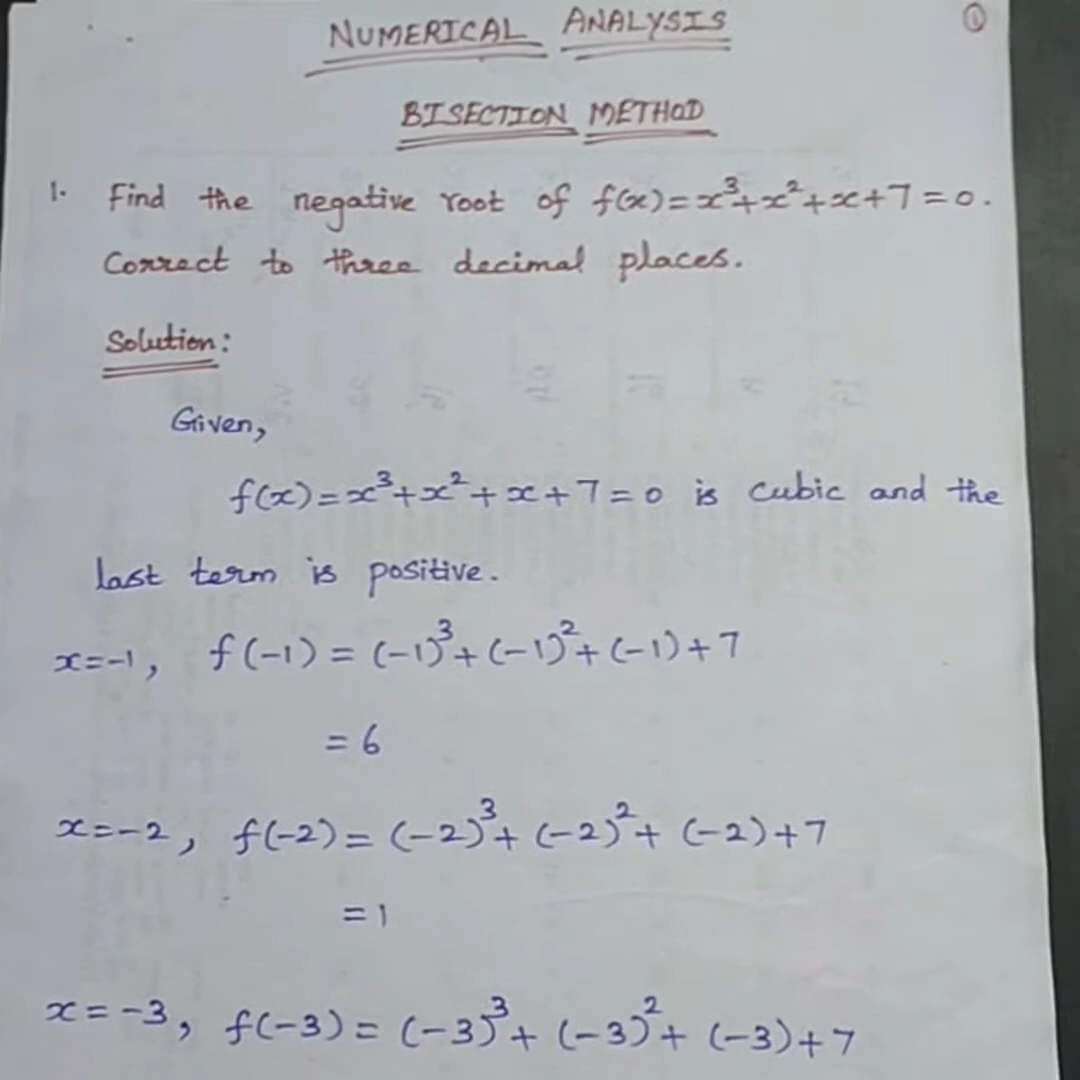 ①
NUMERICAL ANALYSIS
BISECTION METHOD
1. Find the negative root of f(x)=x³+x²+x+7=0.
Correct to three decimal places.
Solution:
Given,
f(x)=x³+x²+x+7=0 is cubic and the
last term is positive.
x=-1, f(-1) = (-1)³+(-1)²+(-1)+7
= 6
x=-2, f(-2)= (-2)³+ (-2)²+ (-2)+7
= 1
x=-3, f(-3)= (-3)³+ (-3)²+ (-3)+7